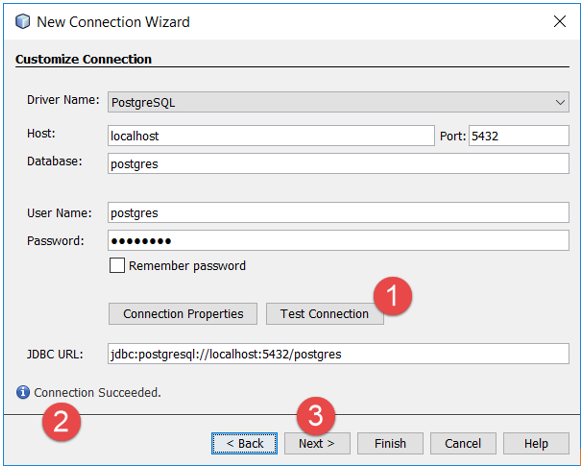 New Connection Wizard
Customize Connection
Driver Name: PostgreSQL
Host: localhost Port: 5432
Database: postgres
User Name: postgres
Password: ●●●●●●●●
Remember password
1
Connection Properties Test Connection
JDBC URL: jdbc:postgresql://localhost:5432/postgres
Connection Succeeded.
2 3
< Back Next > Finish Cancel Help